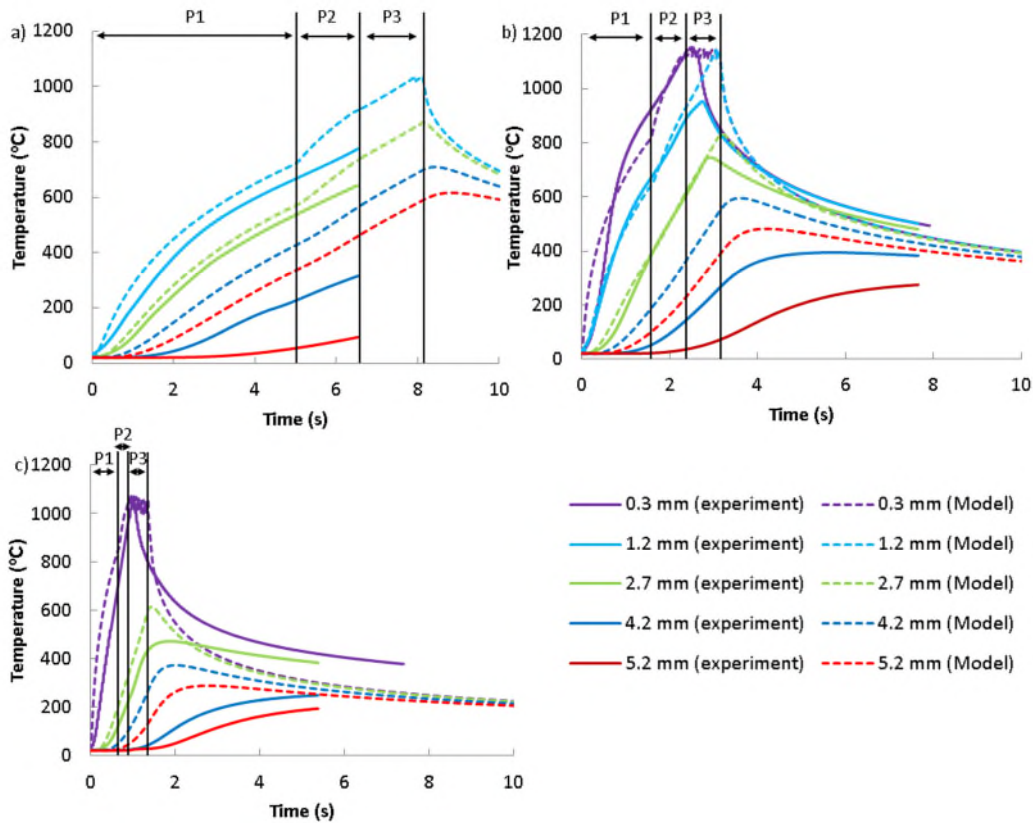 a)
P1 P2 P3
1200
1000
800
600
400
200
0
Temperature (°C)
0 2 4 6 8 10
Time (s)
b)
P1 P2 P3
1200
1000
800
600
400
200
0
Temperature (°C)
0 2 4 6 8 10
Time (s)
c)
P2
P1 P3
1200
1000
800
600
400
200
0
Temperature (°C)
0 2 4 6 8 10
Time (s)
0.3 mm (experiment) 0.3 mm (Model)
1.2 mm (experiment) 1.2 mm (Model)
2.7 mm (experiment) 2.7 mm (Model)
4.2 mm (experiment) 4.2 mm (Model)
5.2 mm (experiment) 5.2 mm (Model)